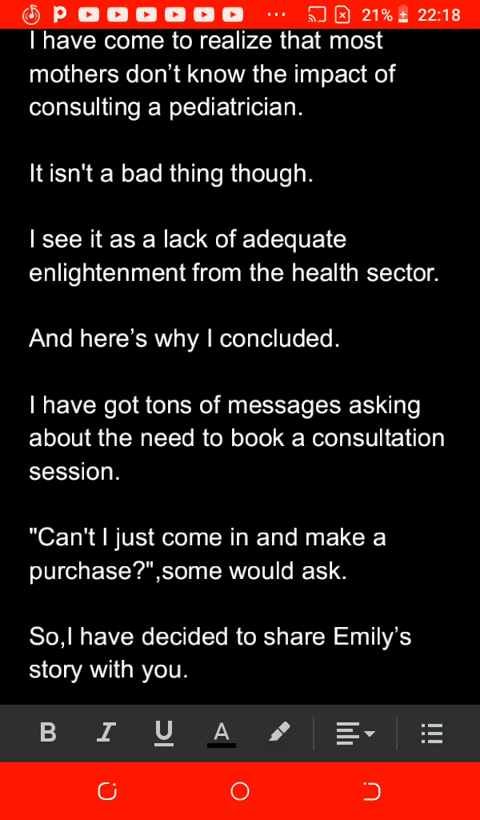 21% 22:18
I have come to realize that most
mothers don’t know the impact of
consulting a pediatrician.
It isn't a bad thing though.
I see it as a lack of adequate
enlightenment from the health sector.
And here’s why I concluded.
I have got tons of messages asking
about the need to book a consultation
session.
"Can't I just come in and make a
purchase?",some would ask.
So,I have decided to share Emily’s
story with you.
B I U A